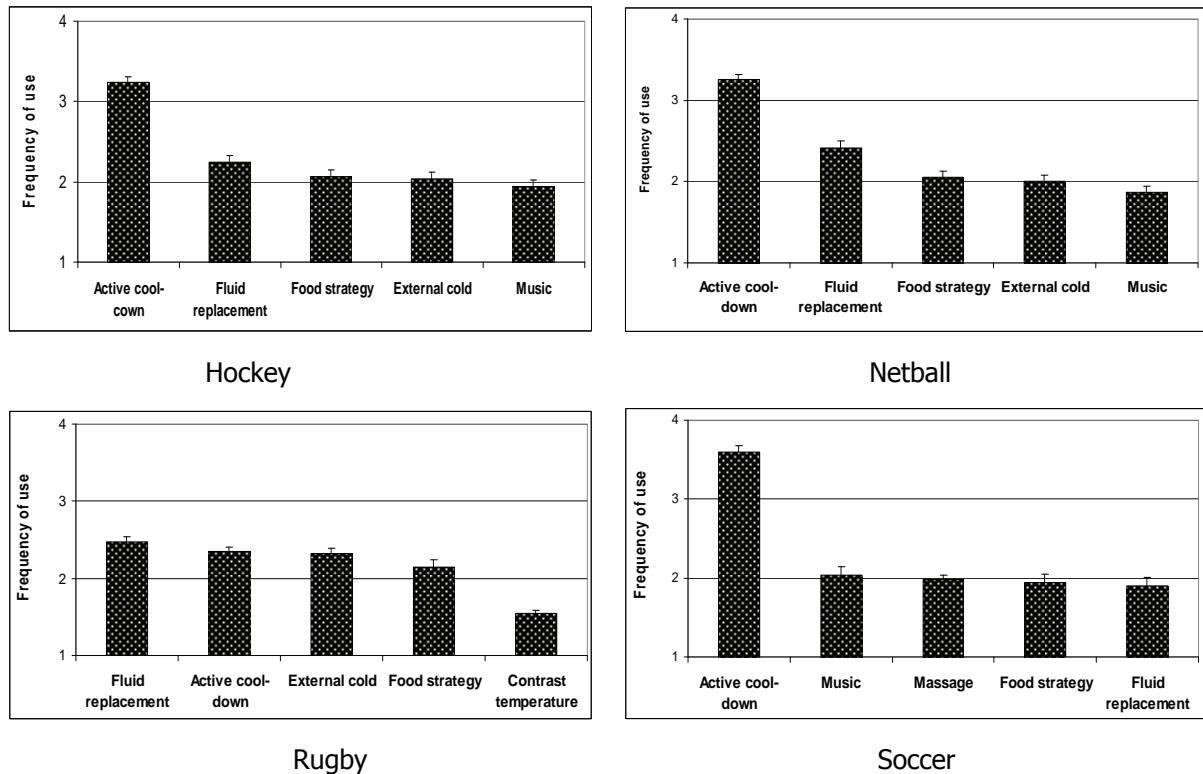 4
3
2
1
Frequency of use
Active cool-
cown
Fluid
replacement
Food strategy
External cold
Music
Hockey
4
3
2
1
Frequency of use
Active cool-
down
Fluid
replacement
Food strategy
External cold
Music
Netball
4
3
2
1
Frequency of use
Fluid
replacement
Active cool-
down
External cold
Food strategy
Contrast
temperature
Rugby
4
3
2
1
Frequency of use
Active cool-
down
Music
Massage
Food strategy
Fluid
replacement
Soccer